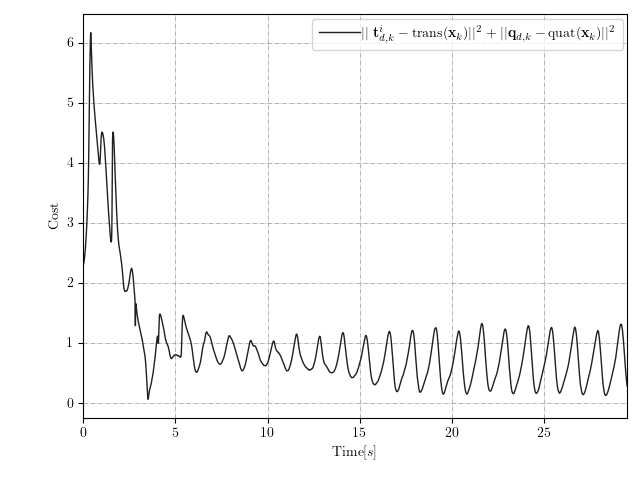 || t^i_{d,k} − trans(x_k)||² + ||q_{d,k} − quat(x_k)||²
6
5
4
3
2
1
0
Cost
0 5 10 15 20 25
Time[s]